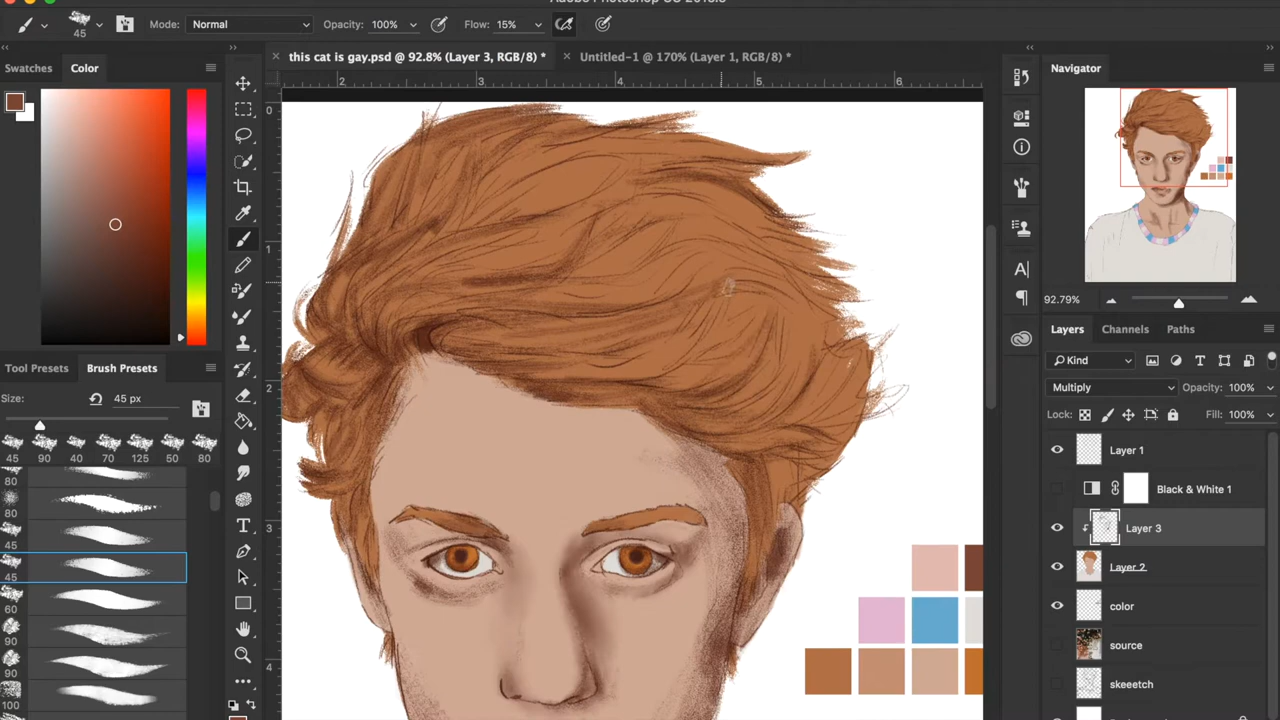 45
Mode: Normal
Opacity: 100%
Flow: 15%
Swatches
Color
this cat is gay.psd @ 92.8% (Layer 3, RGB/8) *
Untitled-1 @ 170% (Layer 1, RGB/8) *
Navigator
2 3 4 5 6
0
1
2
3
4
92.79%
Layers Channels Paths
Kind
Multiply
Opacity: 100%
Lock:
Fill: 100%
Layer 1
Black & White 1
Layer 3
Layer 2
color
source
skeeetch
Tool Presets
Brush Presets
Size: 45 px
45 90 40 70 125 50 80
80
80
45
45
60
90
80
90
100